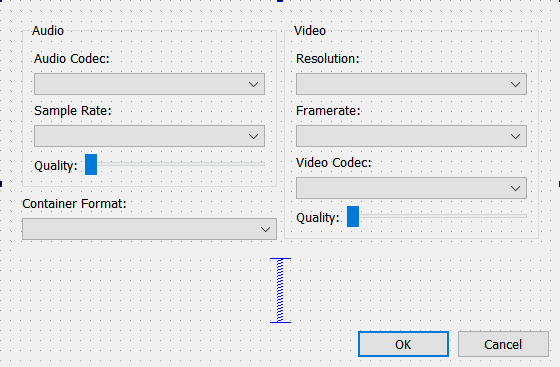 Audio
Audio Codec:
Sample Rate:
Quality:
Container Format:
Video
Resolution:
Framerate:
Video Codec:
Quality:
OK
Cancel